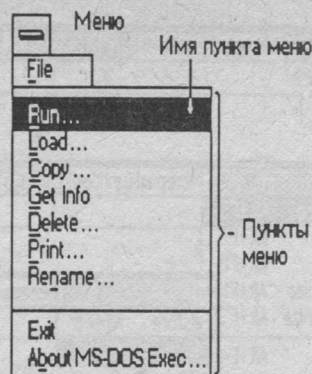 Меню
Имя пункта меню
File
Run...
Load...
Copy...
Get Info
Delete...
Print...
Rename...
Пункты
меню
Exit
About MS-DOS Exec...